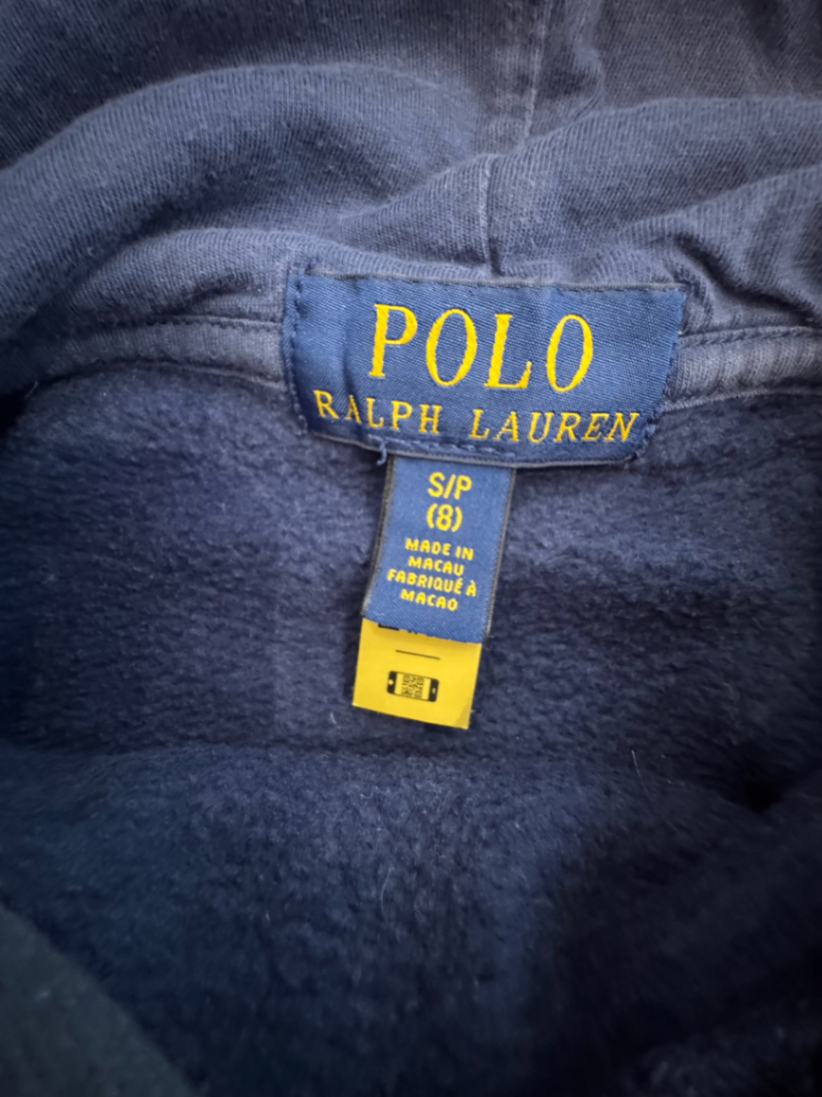 POLO
RALPH LAUREN
S/P
(8)
MADE IN
MACAU
FABRIQUÉ À
MACAO